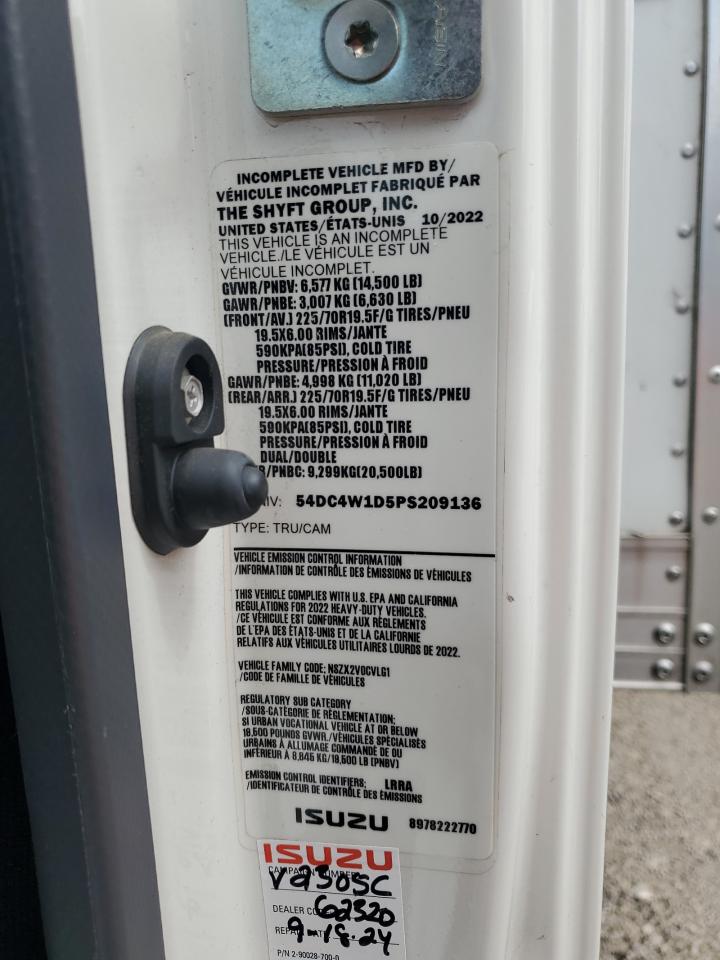 INCOMPLETE VEHICLE MFD BY/
VÉHICULE INCOMPLET FABRIQUÉ PAR
THE SHYFT GROUP, INC.
UNITED STATES/ÉTATS-UNIS 10/2022
THIS VEHICLE IS AN INCOMPLETE
VEHICLE./LE VÉHICULE EST UN
VÉHICULE INCOMPLET.
GVWR/PNBV: 6,577 KG (14,500 LB)
GAWR/PNBE: 3,007 KG (6,630 LB)
(FRONT/AV.) 225/70R19.5F/G TIRES/PNEU
19.5X6.00 RIMS/JANTE
590KPA(85PSI), COLD TIRE
PRESSURE/PRESSION À FROID
GAWR/PNBE: 4,998 KG (11,020 LB)
(REAR/ARR.) 225/70R19.5F/G TIRES/PNEU
19.5X6.00 RIMS/JANTE
590KPA(85PSI), COLD TIRE
PRESSURE/PRESSION À FROID
DUAL/DOUBLE
/PNBC: 9,299KG(20,500LB)
54DC4W1D5PS209136
TYPE: TRU/CAM
VEHICLE EMISSION CONTROL INFORMATION
/INFORMATION DE CONTRÔLE DES ÉMISSIONS DE VÉHICULES
THIS VEHICLE COMPLIES WITH U.S. EPA AND CALIFORNIA
REGULATIONS FOR 2022 HEAVY-DUTY VEHICLES.
/CE VÉHICULE EST CONFORME AUX RÈGLEMENTS
DE L'EPA DES ÉTATS-UNIS ET DE LA CALIFORNIE
RELATIFS AUX VÉHICULES UTILITAIRES LOURDS DE 2022.
VEHICLE FAMILY CODE: NSZX2VOCVLG1
/CODE DE FAMILLE DE VÉHICULES
REGULATORY SUB CATEGORY
/SOUS-CATÉGORIE DE RÈGLEMENTATION:
SI URBAN VOCATIONAL VEHICLE AT OR BELOW
19,500 POUNDS GVWR./VÉHICULES SPÉCIALISÉS
URBAINS À ALLUMAGE COMMANDÉ DE OU
INFÉRIEUR À 8,845 KG/19,500 LB (PNBV)
EMISSION CONTROL IDENTIFIERS: LRRA
/IDENTIFICATEUR DE CONTRÔLE DES ÉMISSIONS
ISUZU 8978222770
ISUZU
CAMPAIGN NUMBER
V2305C
DEALER CODE 62320
REPAIR DATE 9-18-24
P/N 2-90028-700-0